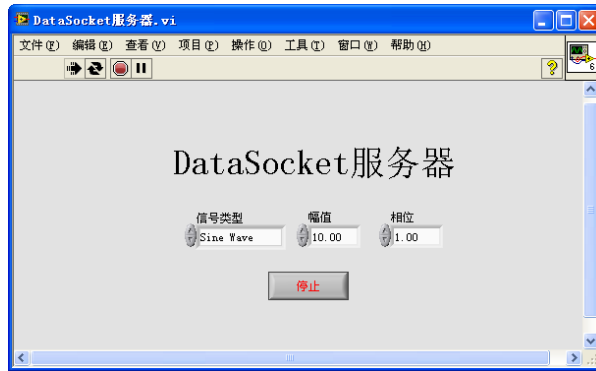 DataSocket服务器.vi
文件(F) 编辑(E) 查看(V) 项目(P) 操作(O) 工具(T) 窗口(W) 帮助(H)
?
6
DataSocket服务器
信号类型 幅值 相位
Sine Wave 10.00 1.00
停止